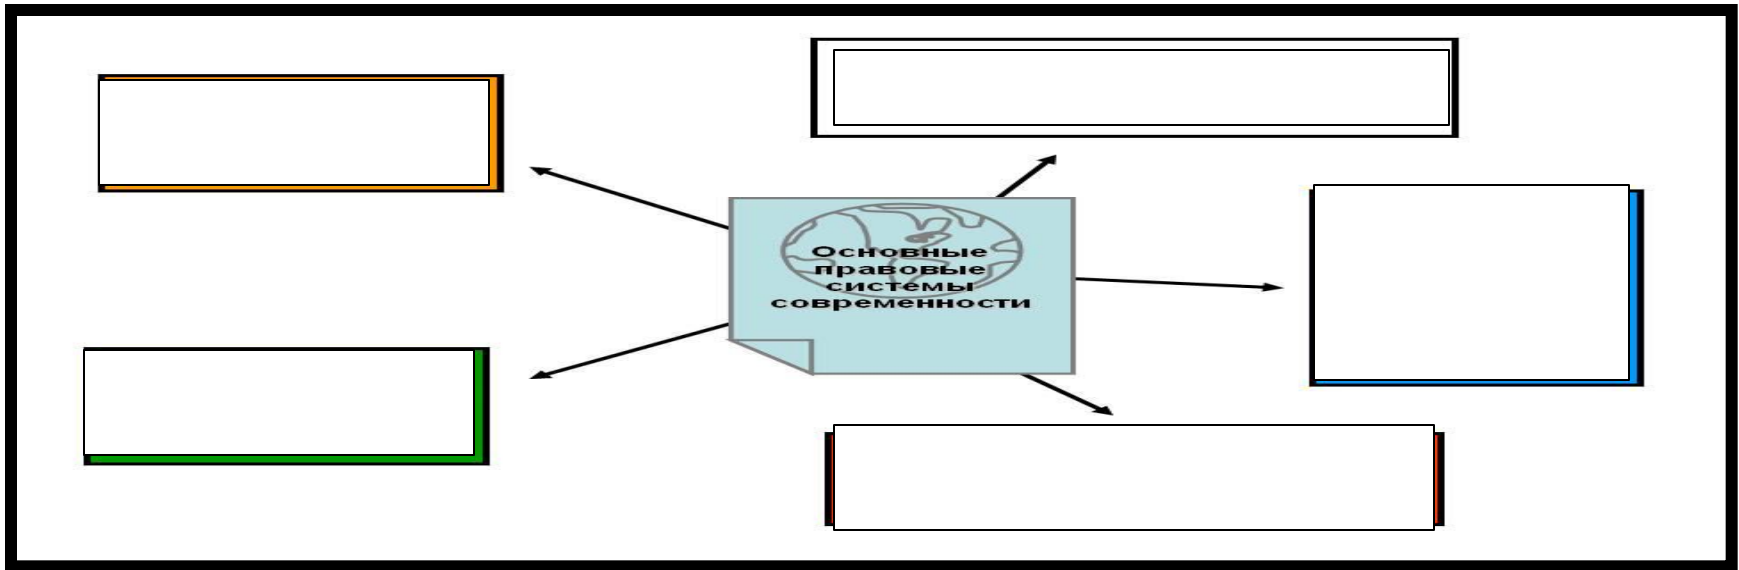 Основные
правовые
системы
современности